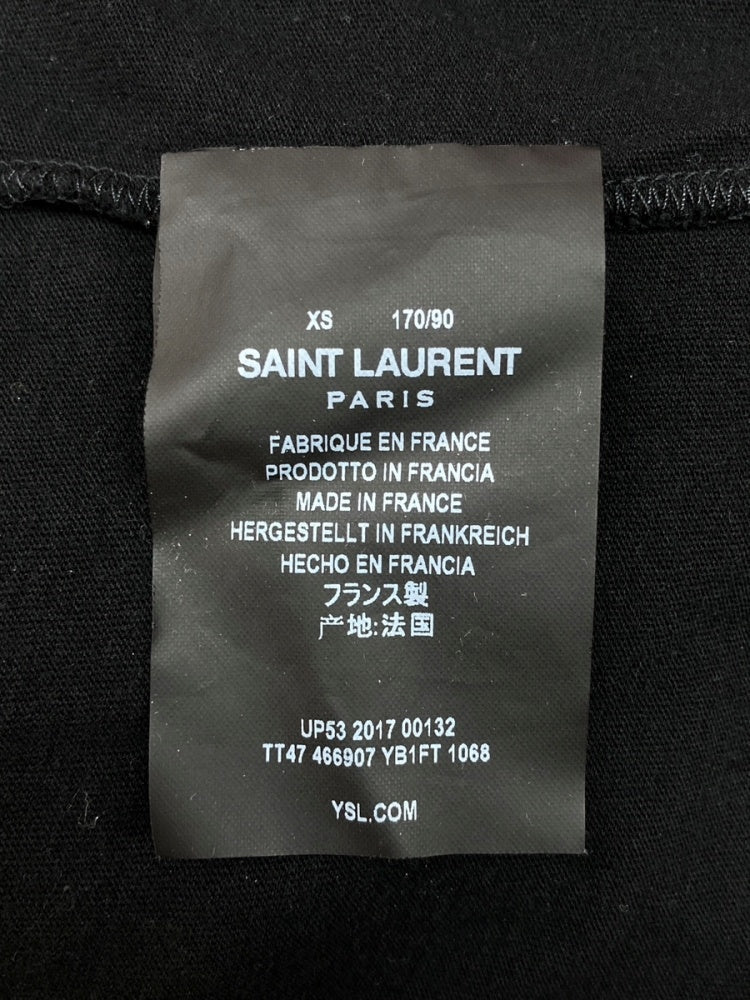 XS 170/90
SAINT LAURENT
PARIS
FABRIQUE EN FRANCE
PRODOTTO IN FRANCIA
MADE IN FRANCE
HERGESTELLT IN FRANKREICH
HECHO EN FRANCIA
フランス製
产地:法国
UP53 2017 00132
TT47 466907 YB1FT 1068
YSL.COM